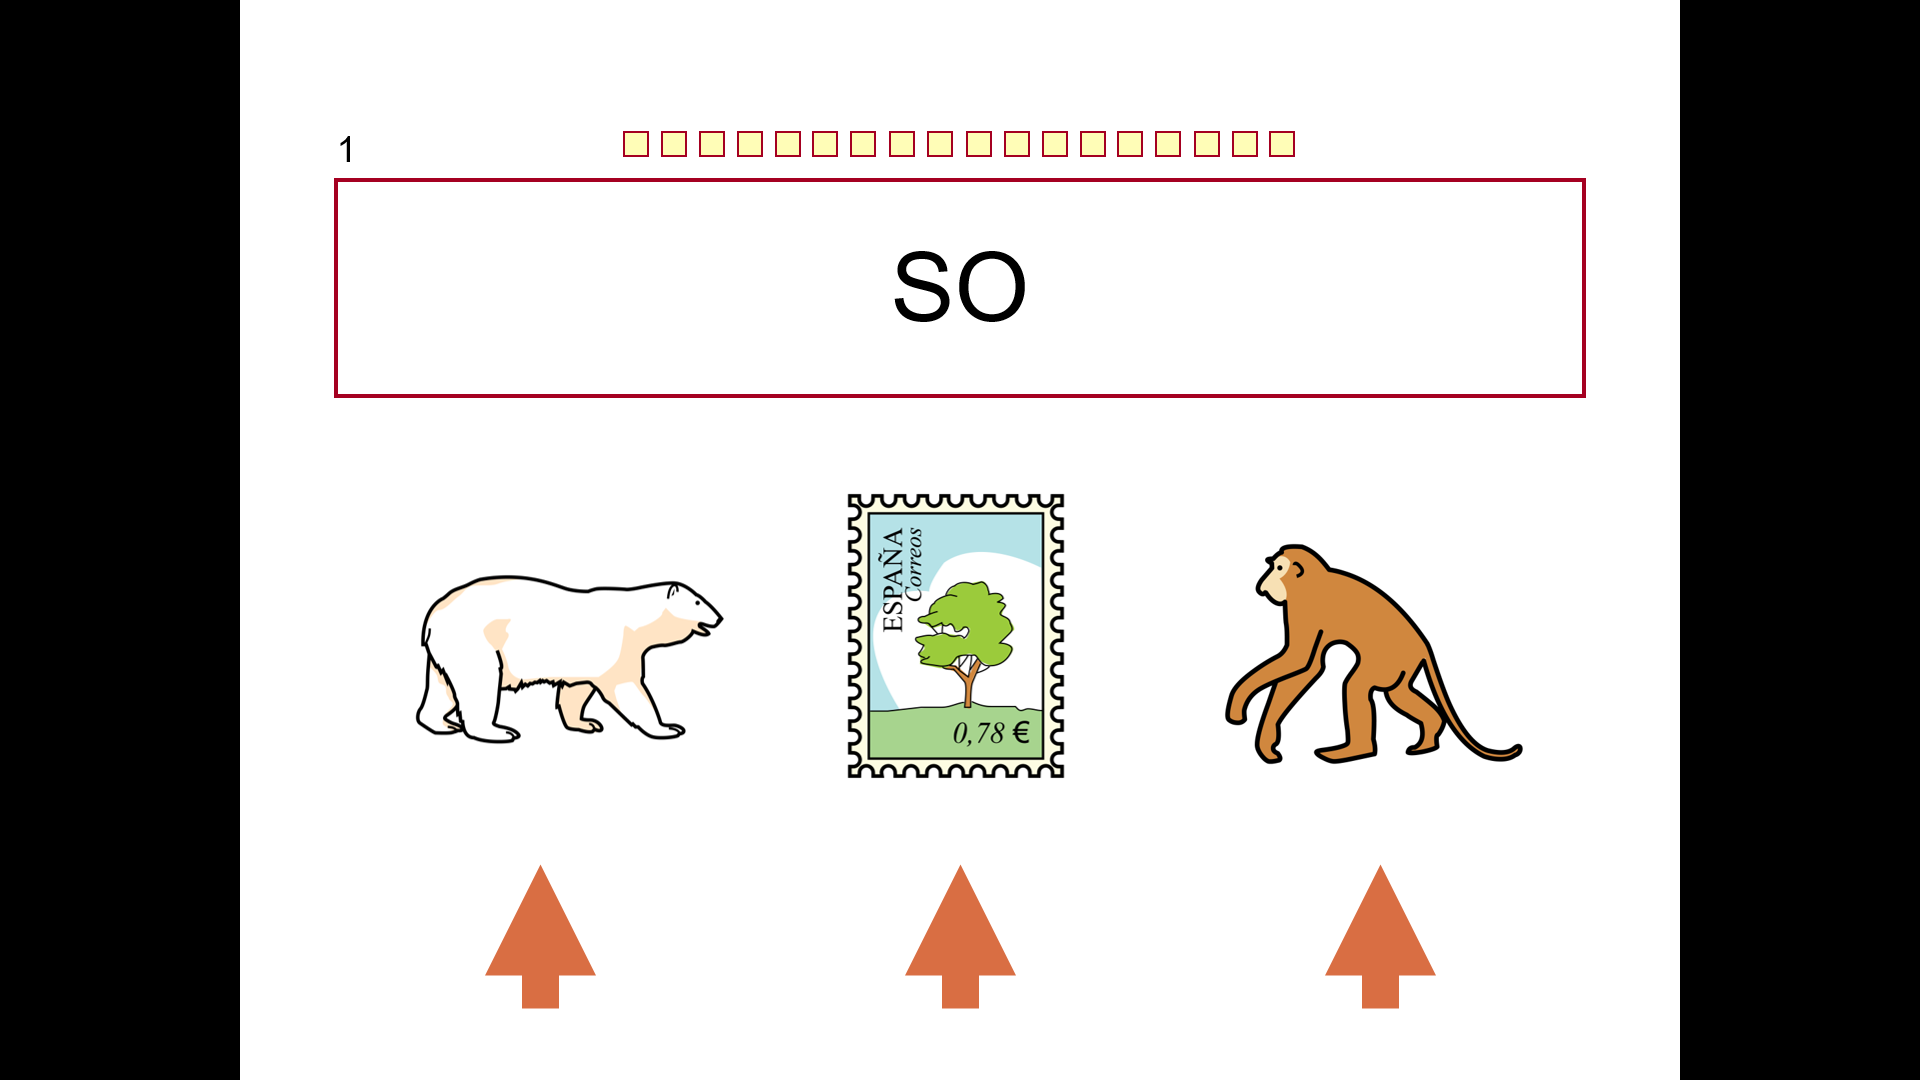 1
SO
ESPAÑA
Correos
0,78 €